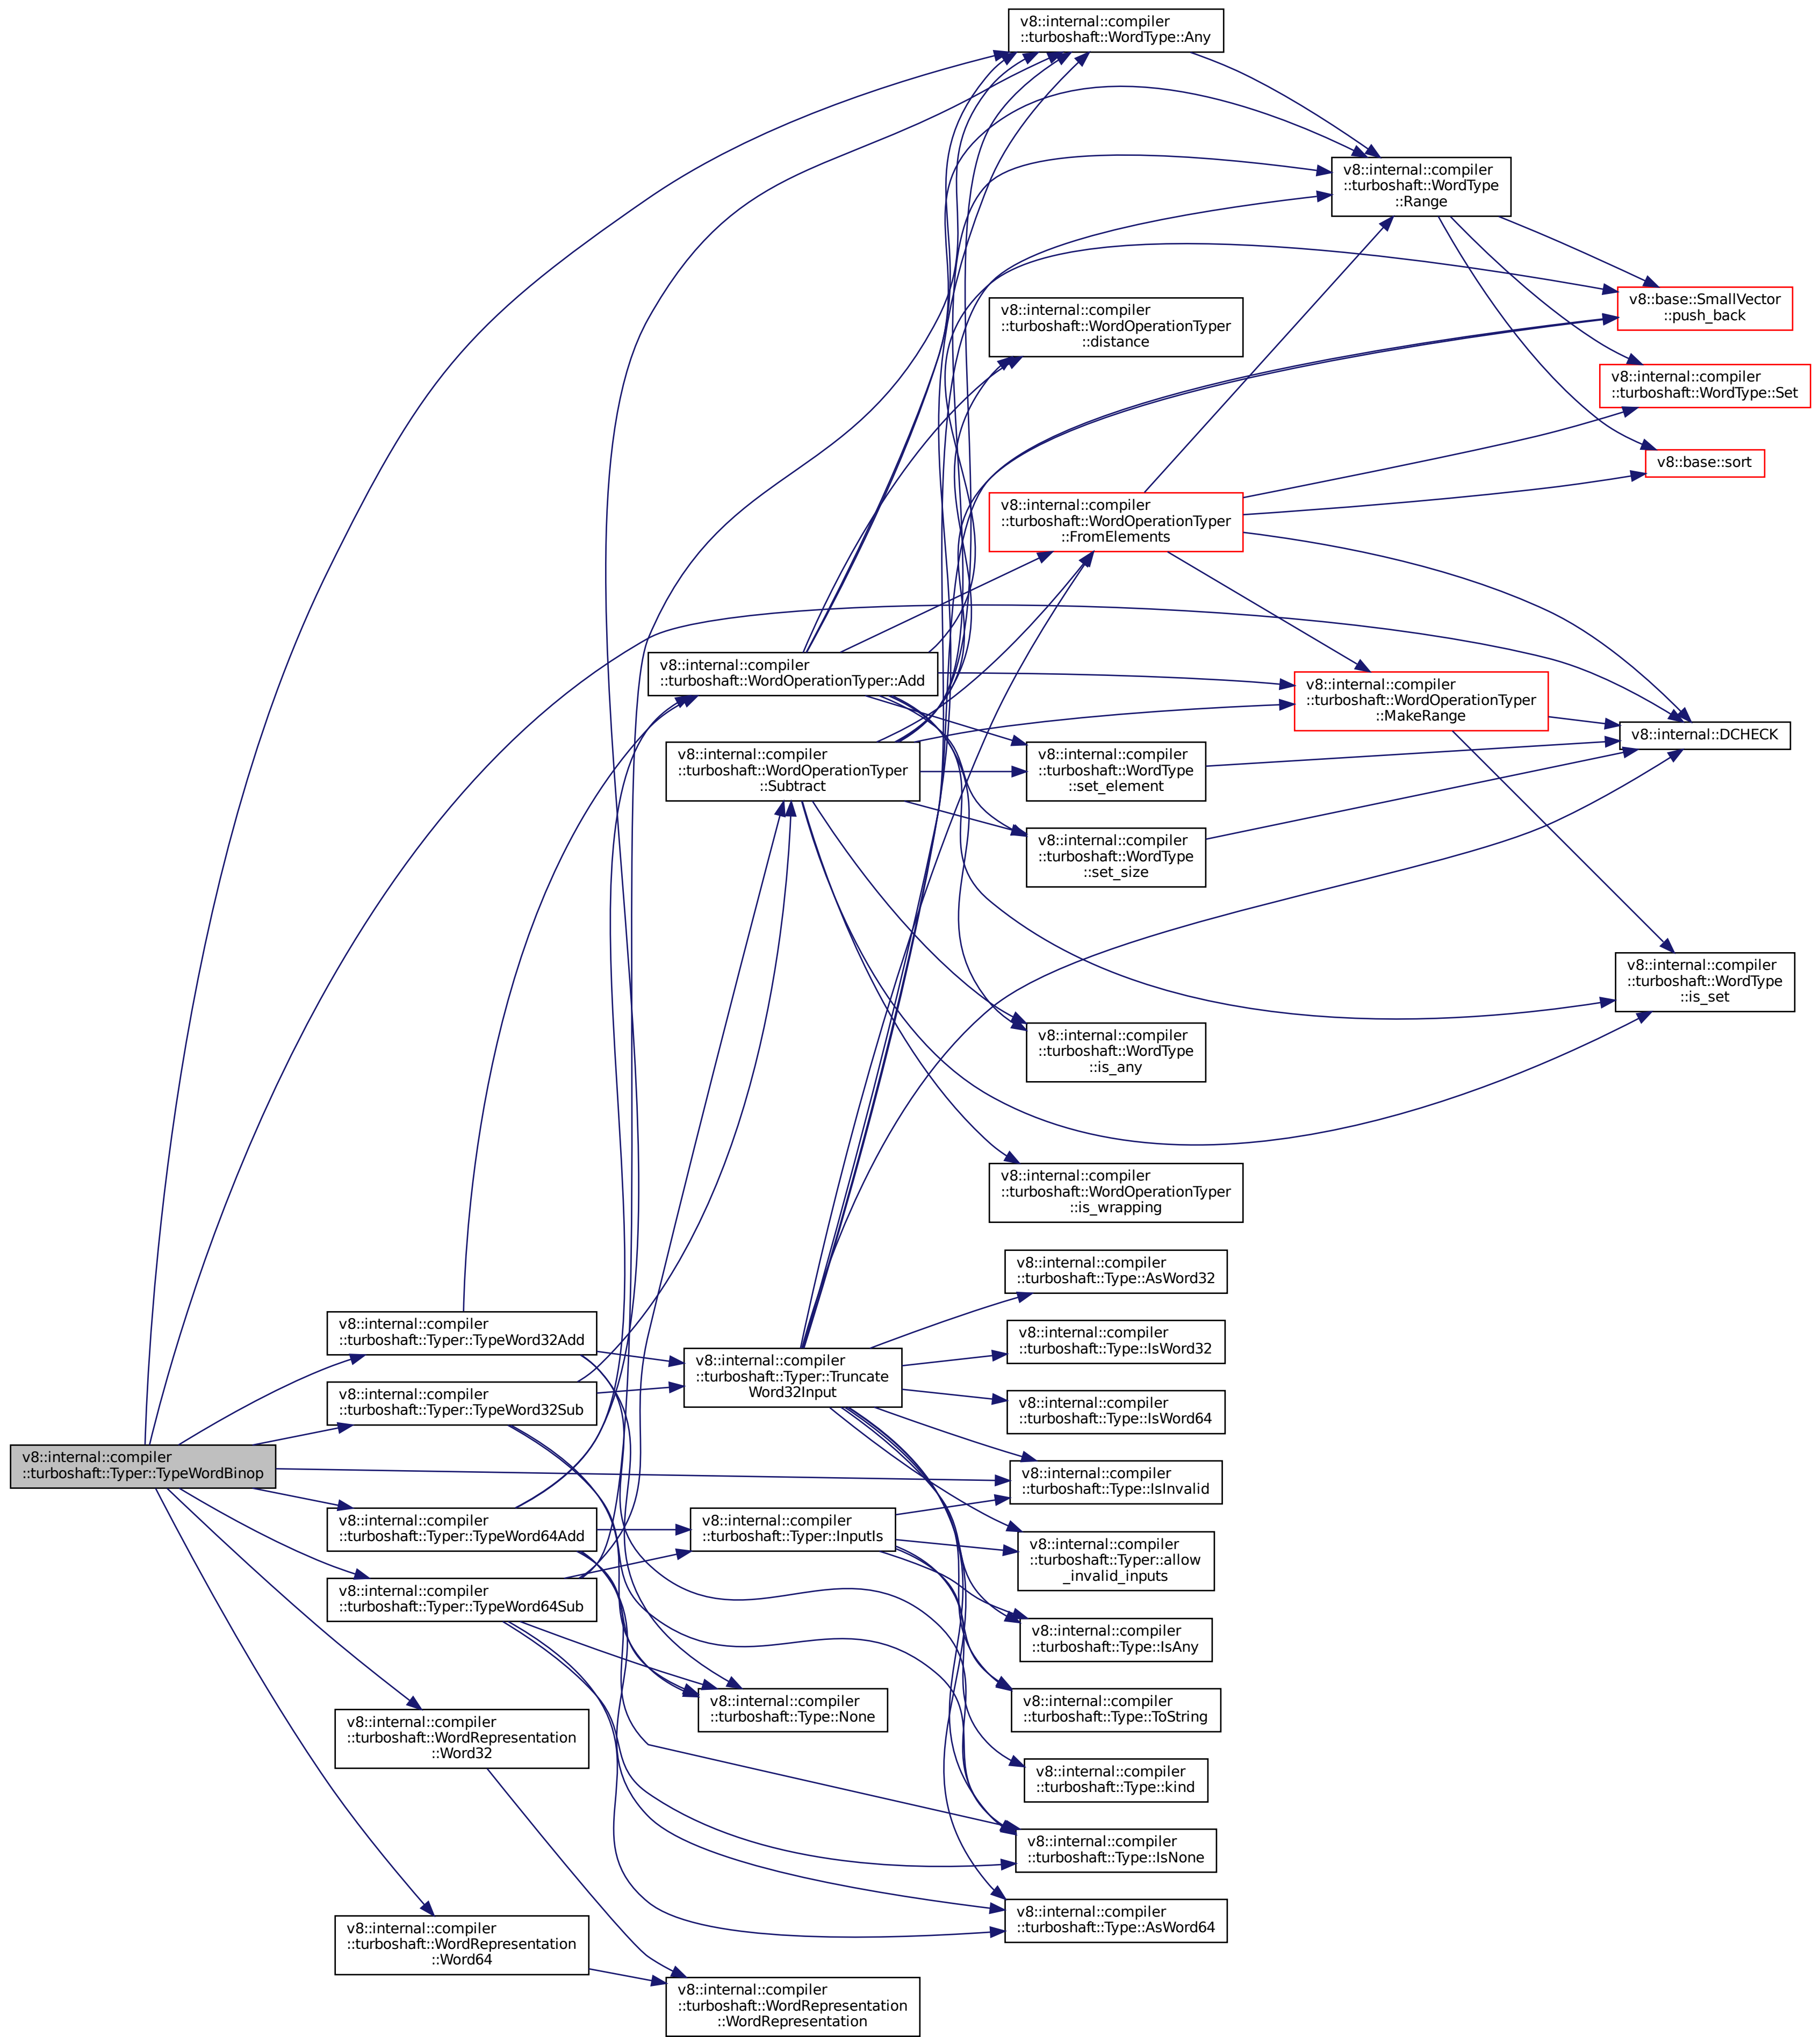 v8::internal::compiler
::turboshaft::WordType::Any
v8::internal::compiler
::turboshaft::WordType
::Range
v8::base::SmallVector
::push_back
v8::internal::compiler
::turboshaft::WordOperationTyper
::distance
v8::internal::compiler
::turboshaft::WordType::Set
v8::base::sort
v8::internal::compiler
::turboshaft::WordOperationTyper
::FromElements
v8::internal::compiler
::turboshaft::WordOperationTyper::Add
v8::internal::compiler
::turboshaft::WordOperationTyper
::MakeRange
v8::internal::DCHECK
v8::internal::compiler
::turboshaft::WordOperationTyper
::Subtract
v8::internal::compiler
::turboshaft::WordType
::set_element
v8::internal::compiler
::turboshaft::WordType
::set_size
v8::internal::compiler
::turboshaft::WordType
::is_set
v8::internal::compiler
::turboshaft::WordType
::is_any
v8::internal::compiler
::turboshaft::WordOperationTyper
::is_wrapping
v8::internal::compiler
::turboshaft::Type::AsWord32
v8::internal::compiler
::turboshaft::Typer::TypeWord32Add
v8::internal::compiler
::turboshaft::Type::IsWord32
v8::internal::compiler
::turboshaft::Typer::Truncate
Word32Input
v8::internal::compiler
::turboshaft::Typer::TypeWord32Sub
v8::internal::compiler
::turboshaft::Type::IsWord64
v8::internal::compiler
::turboshaft::Typer::TypeWordBinop
v8::internal::compiler
::turboshaft::Type::IsInvalid
v8::internal::compiler
::turboshaft::Typer::TypeWord64Add
v8::internal::compiler
::turboshaft::Typer::InputIs
v8::internal::compiler
::turboshaft::Typer::allow
_invalid_inputs
v8::internal::compiler
::turboshaft::Typer::TypeWord64Sub
v8::internal::compiler
::turboshaft::Type::IsAny
v8::internal::compiler
::turboshaft::Type::None
v8::internal::compiler
::turboshaft::Type::ToString
v8::internal::compiler
::turboshaft::WordRepresentation
::Word32
v8::internal::compiler
::turboshaft::Type::kind
v8::internal::compiler
::turboshaft::Type::IsNone
v8::internal::compiler
::turboshaft::Type::AsWord64
v8::internal::compiler
::turboshaft::WordRepresentation
::Word64
v8::internal::compiler
::turboshaft::WordRepresentation
::WordRepresentation